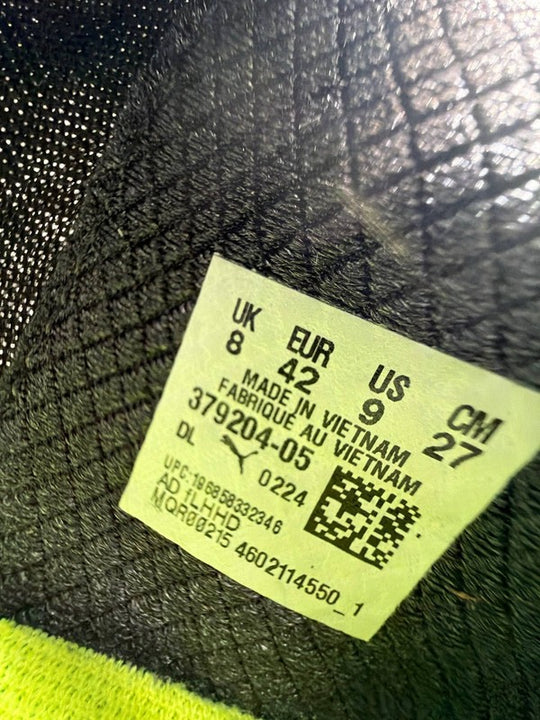 UK EUR US CM
8 42 9 27
MADE IN VIETNAM
FABRIQUE AU VIETNAM
379204-05
DL 0224
UPC:196058332346
AD 1LHHD
MQR00215 4602114550_1